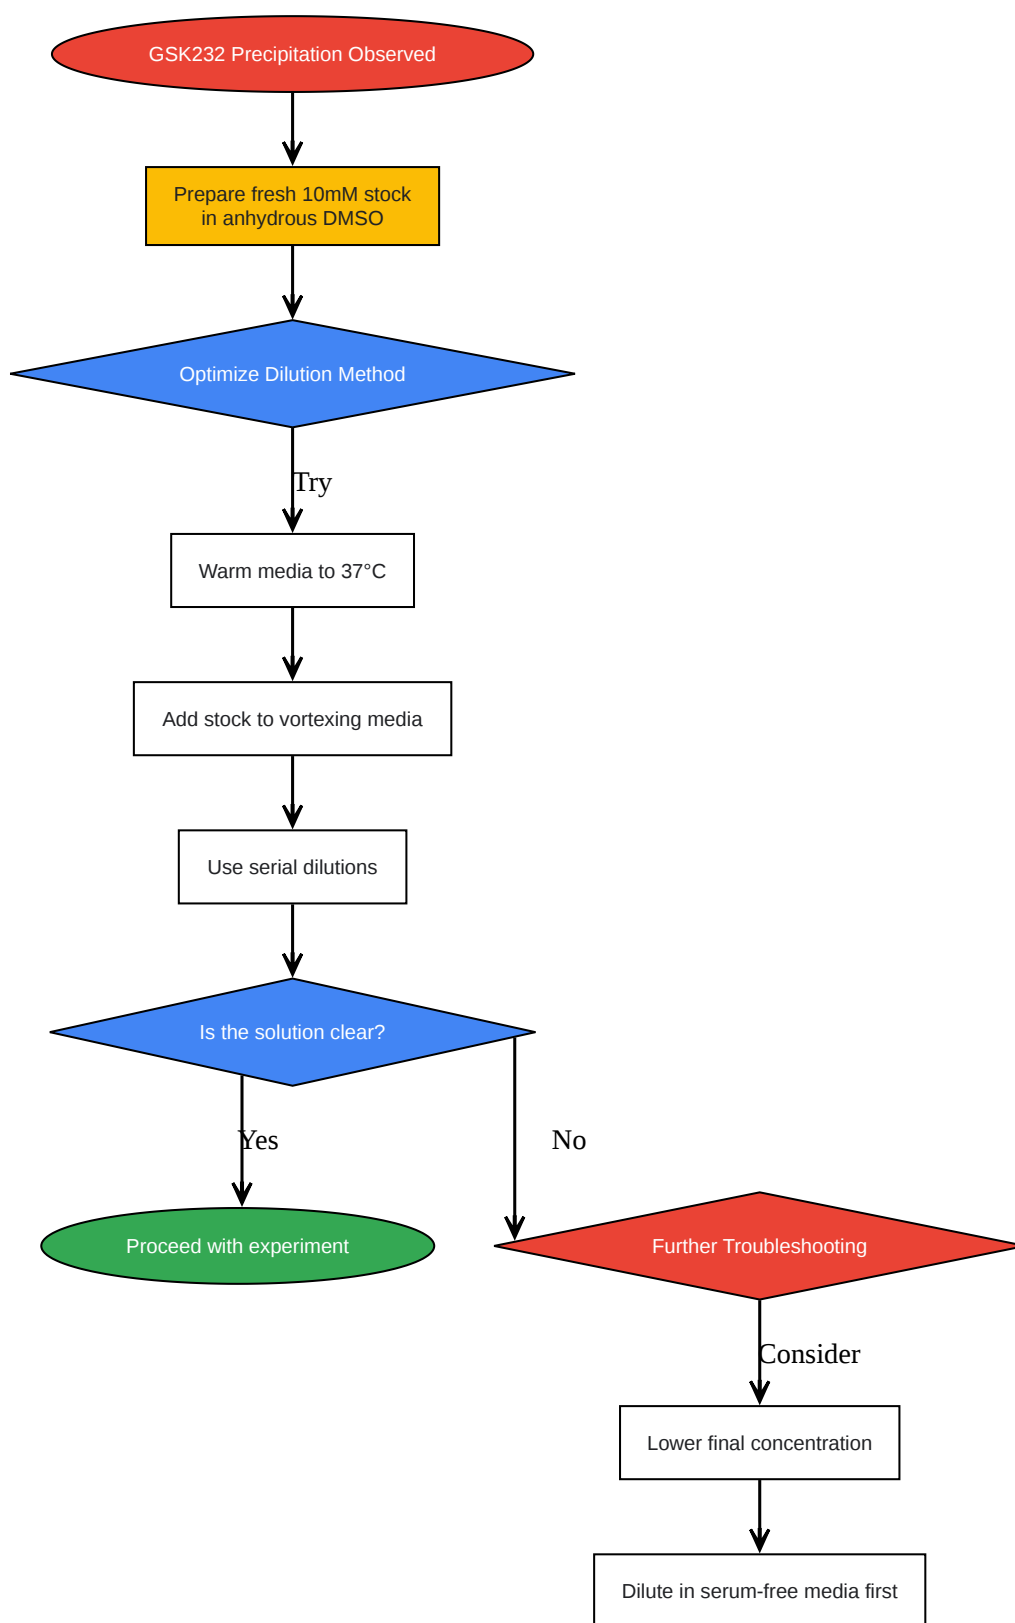 GSK232 Precipitation Observed
Prepare fresh 10mM stock
in anhydrous DMSO
Optimize Dilution Method
Try
Warm media to 37°C
Add stock to vortexing media
Use serial dilutions
Is the solution clear?
Yes
No
Proceed with experiment
Further Troubleshooting
Consider
Lower final concentration
Dilute in serum-free media first